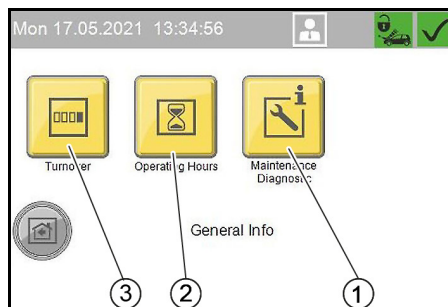 Mon 17.05.2021 13:34:56
i
Turnover
Operating Hours
Maintenance
Diagnostic
General Info
3
2
1